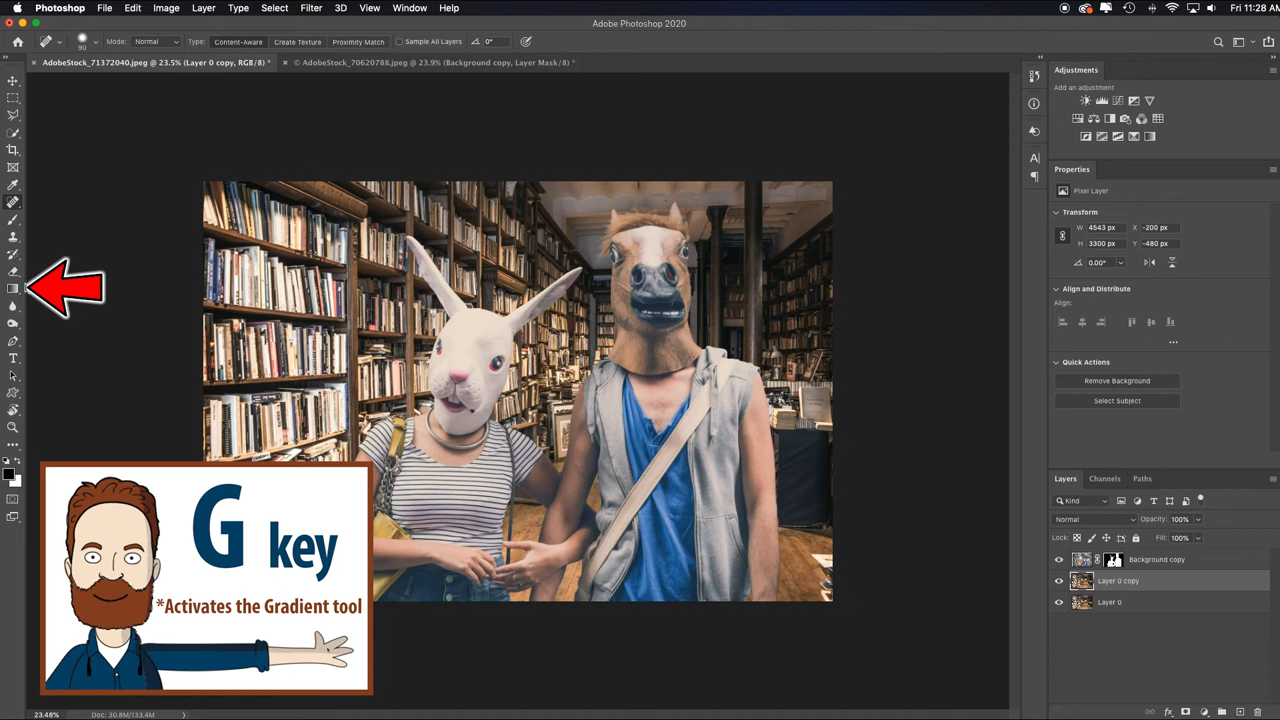 Photoshop File Edit Image Layer Type Select Filter 3D View Window Help Fri 11:28 AM
Adobe Photoshop 2020
90 Mode: Normal Type: Content-Aware Create Texture Proximity Match Sample All Layers 0°
AdobeStock_71372040.jpeg @ 23.5% (Layer 0 copy, RGB/8) * © AdobeStock_70620788.jpeg @ 23.9% (Background copy, Layer Mask/8) *
Adjustments
Add an adjustment
Properties
Pixel Layer
Transform
W 4543 px X -200 px
H 3300 px Y -480 px
0.00°
Align and Distribute
Align:
Quick Actions
Remove Background
Select Subject
G key
*Activates the Gradient tool
Layers Channels Paths
Kind
Normal Opacity: 100%
Lock: Fill: 100%
Background copy
Layer 0 copy
Layer 0
23.48% Doc: 30.8M/133.4M